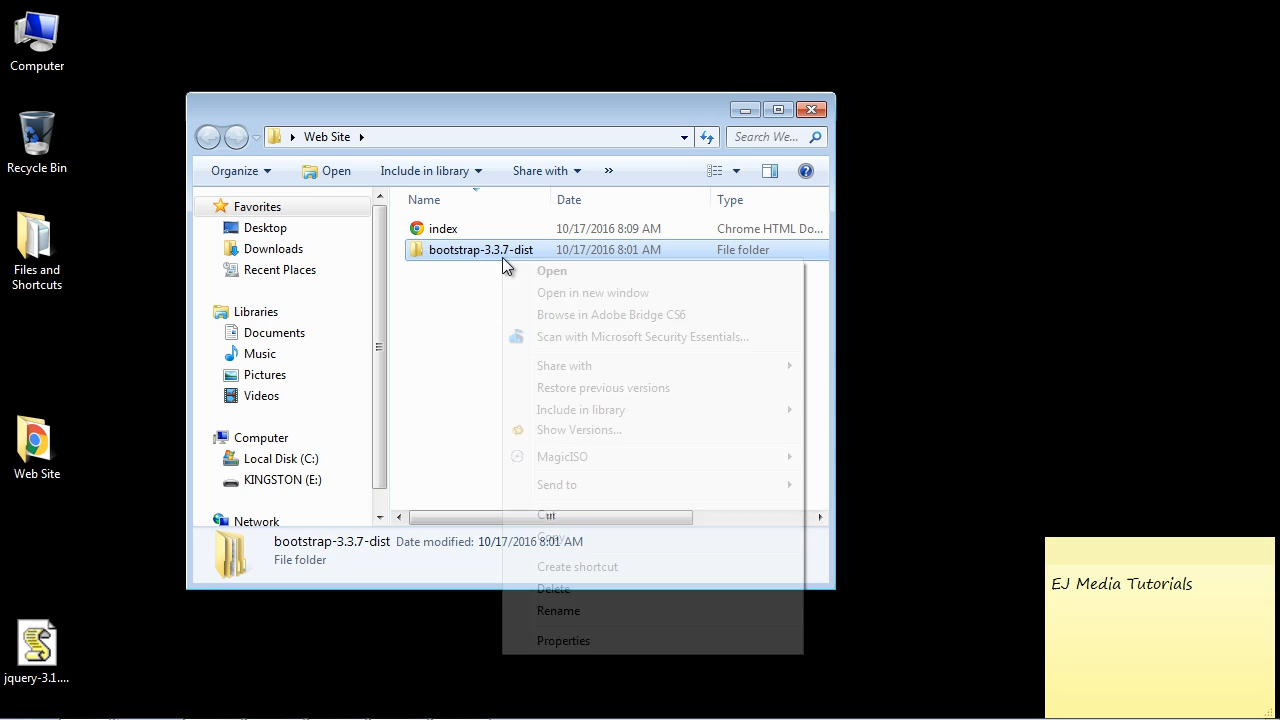 Computer
Recycle Bin
Files and
Shortcuts
Web Site
jquery-3.1....
Web Site
Search We...
Organize
Open
Include in library
Share with
»
Name
Date
Type
Favorites
Desktop
Downloads
Recent Places
Libraries
Documents
Music
Pictures
Videos
Computer
Local Disk (C:)
KINGSTON (E:)
Network
index
10/17/2016 8:09 AM
Chrome HTML Do...
bootstrap-3.3.7-dist
10/17/2016 8:01 AM
File folder
Open
Open in new window
Browse in Adobe Bridge CS6
Scan with Microsoft Security Essentials...
Share with
Restore previous versions
Include in library
Show Versions...
MagicISO
Send to
Cut
Copy
Create shortcut
Delete
Rename
Properties
bootstrap-3.3.7-dist
Date modified: 10/17/2016 8:01 AM
File folder
EJ Media Tutorials